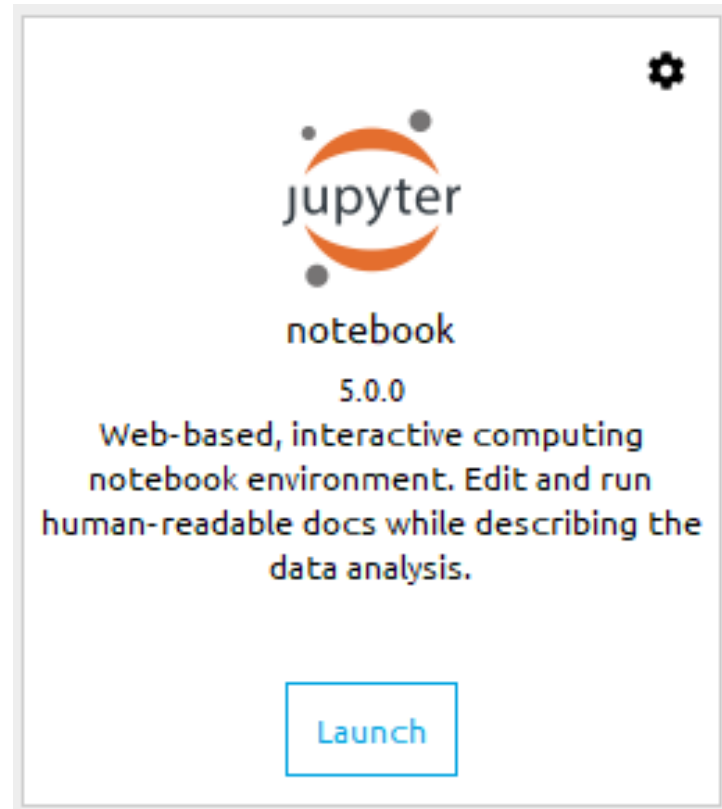 jupyter
notebook
5.0.0
Web-based, interactive computing
notebook environment. Edit and run
human-readable docs while describing the
data analysis.
Launch